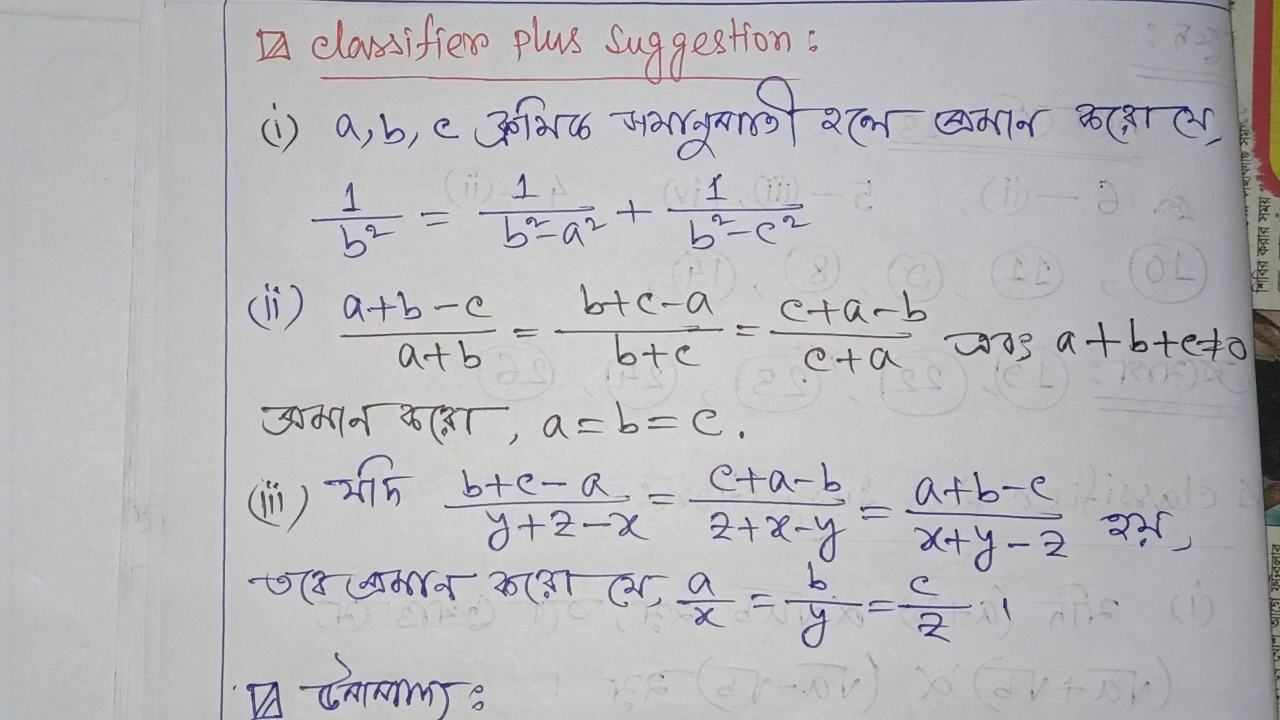 classifier plus suggestion:
(i) a, b, c ক্রমিক সমানুপাতী হলে প্রমান করো যে,
1/b² = 1/(b²-a²) + 1/(b²-c²)
(ii) (a+b-c)/(a+b) = (b+c-a)/(b+c) = (c+a-b)/(c+a) এবং a+b+c≠0
প্রমান করো, a=b=c.
(iii) যদি (b+c-a)/(y+z-x) = (c+a-b)/(z+x-y) = (a+b-c)/(x+y-z) হয়,
তবে প্রমান করো যে, a/x = b/y = c/z ।